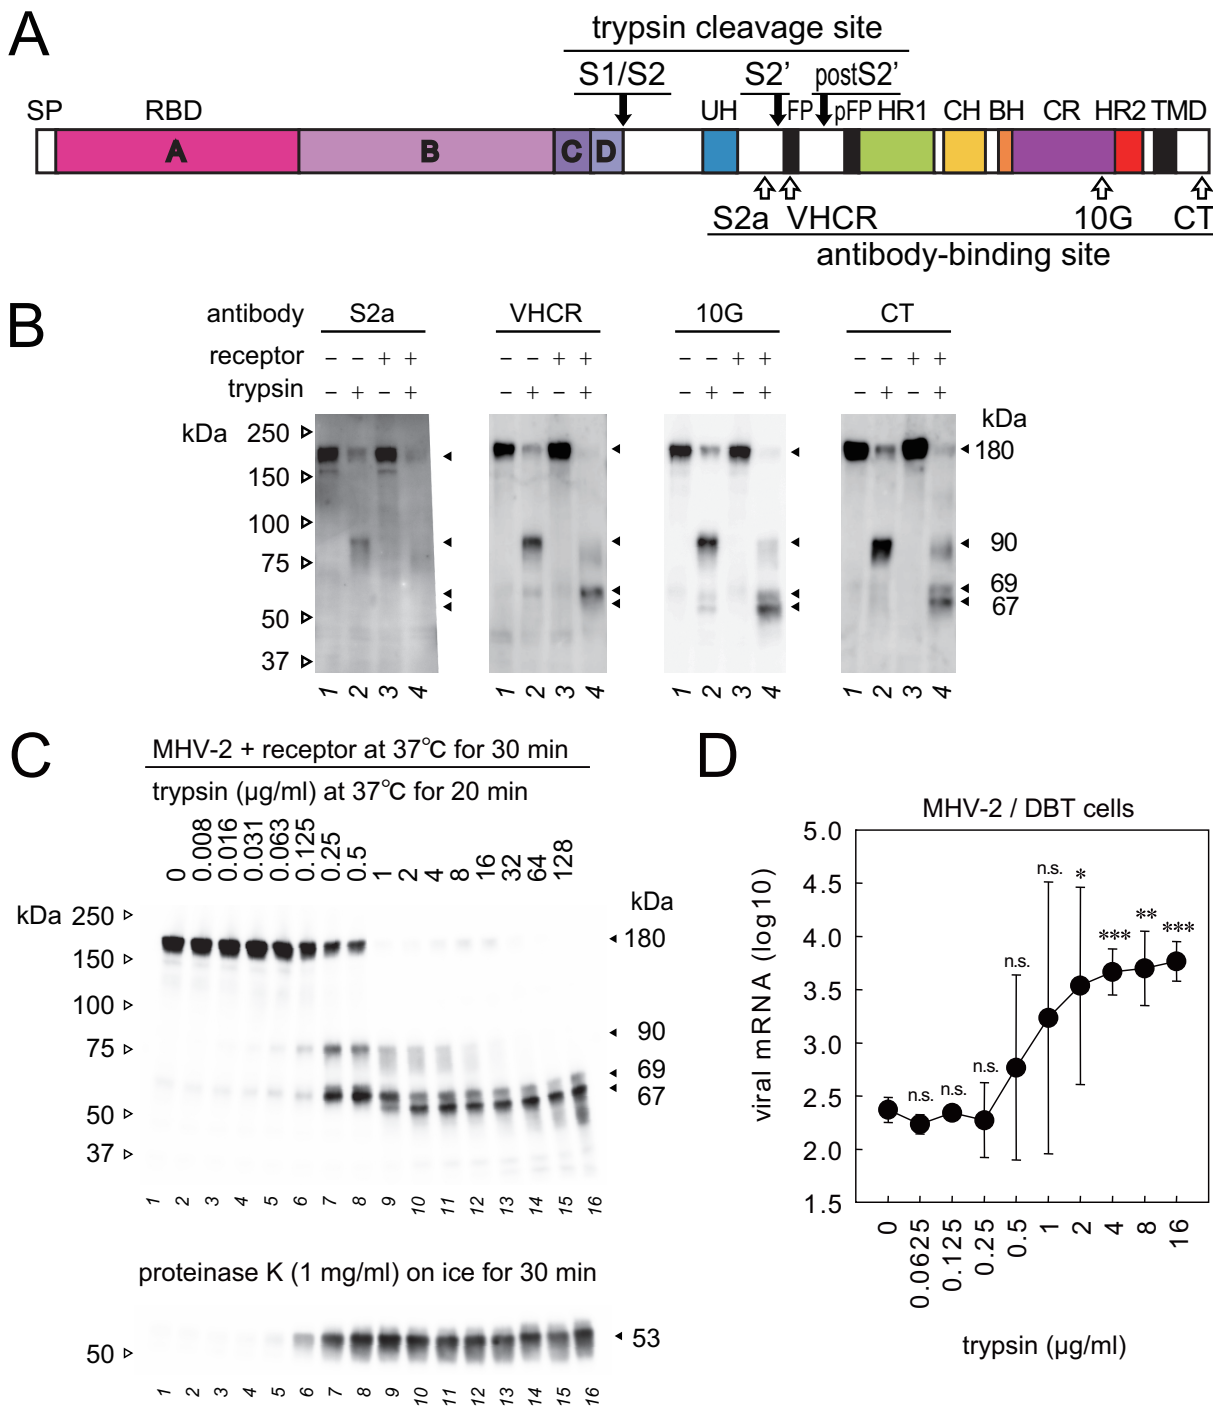 A
trypsin cleavage site
S1/S2 S2' postS2'
SP RBD UH FP pFP HR1 CH BH CR HR2 TMD
A B C D
S2a VHCR 10G CT
antibody-binding site
B
antibody S2a VHCR 10G CT
receptor – – + + – – + + – – + + – – + +
trypsin – + – + – + – + – + – + – + – +
kDa kDa
250 180
150
100 90
75
69
50 67
37
1 2 3 4 1 2 3 4 1 2 3 4 1 2 3 4
C
MHV-2 + receptor at 37℃ for 30 min
trypsin (µg/ml) at 37℃ for 20 min
0 0.008 0.016 0.031 0.063 0.125 0.25 0.5 1 2 4 8 16 32 64 128
kDa kDa
250 180
150
100 90
75
69
50 67
37
1 2 3 4 5 6 7 8 9 10 11 12 13 14 15 16
proteinase K (1 mg/ml) on ice for 30 min
50 53
1 2 3 4 5 6 7 8 9 10 11 12 13 14 15 16
D
MHV-2 / DBT cells
viral mRNA (log10)
5.0
4.5
4.0
3.5
3.0
2.5
2.0
1.5
n.s. n.s. n.s. n.s. n.s. * *** ** ***
0 0.0625 0.125 0.25 0.5 1 2 4 8 16
trypsin (µg/ml)